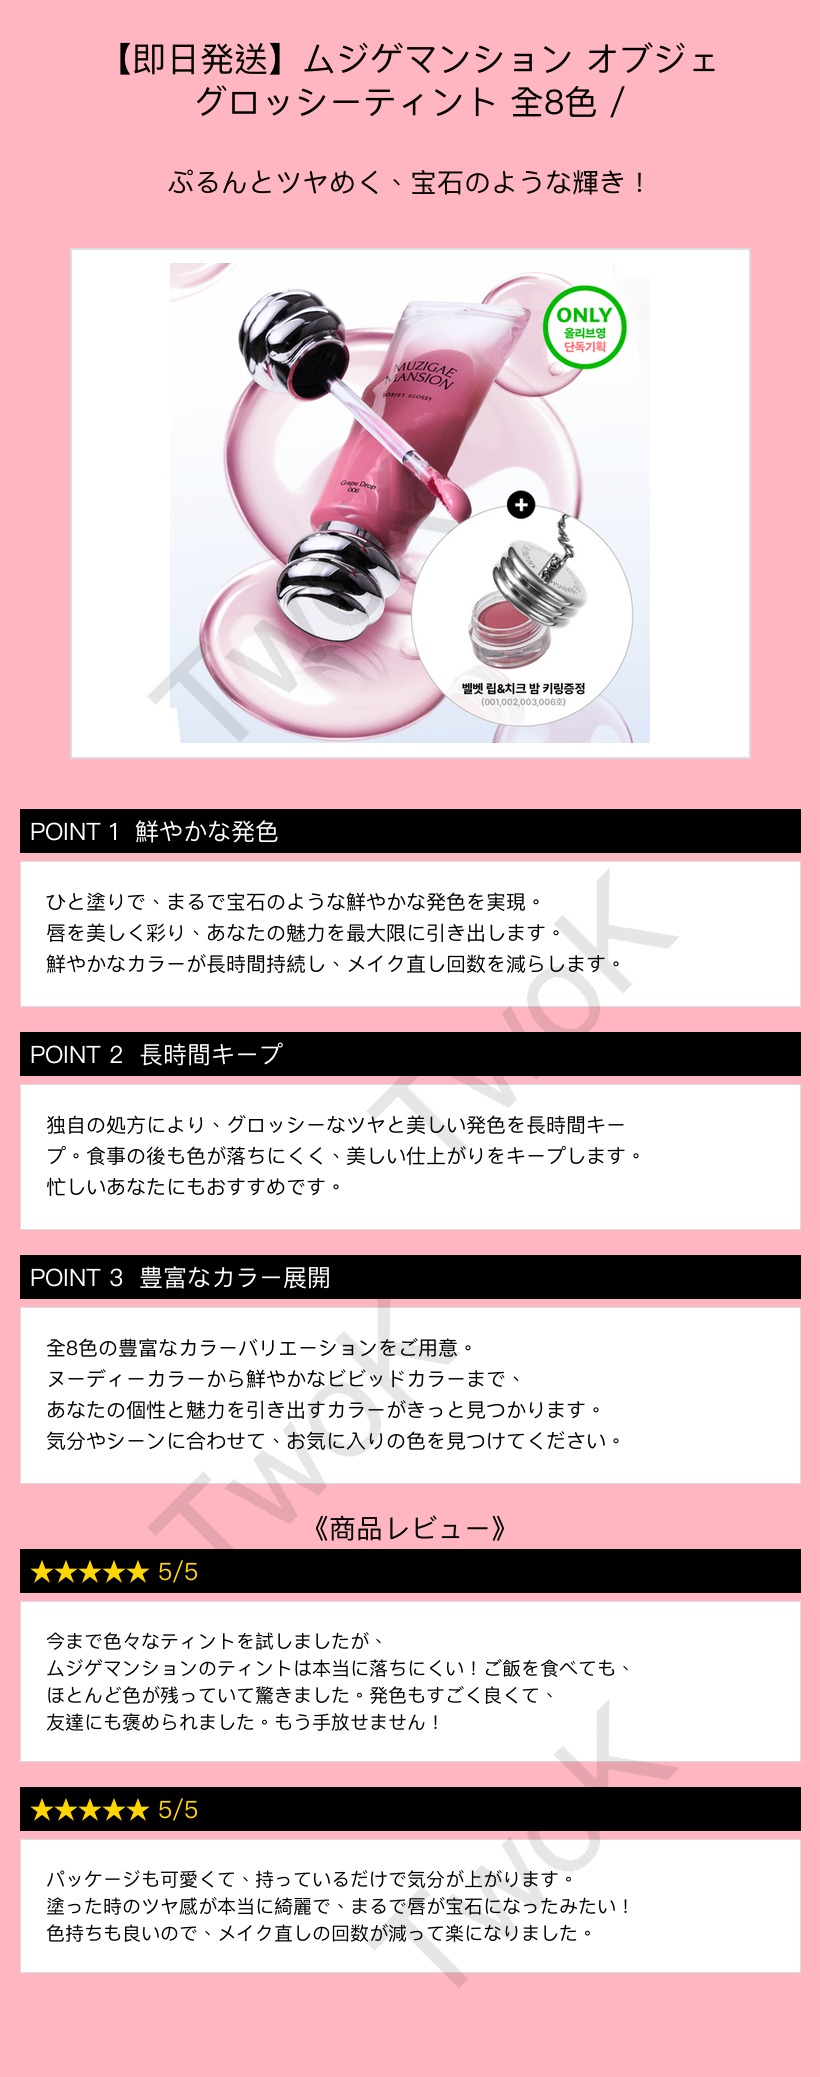 【即日発送】ムジゲマンション オブジェ
グロッシーティント 全8色 /
ぷるんとツヤめく、宝石のような輝き！
ONLY
올리브영
단독기획
MUZIGAE
MANSION
OBJET GLOSSY
Grape Drop
006
+
벨벳 립&치크 밤 키링증정
(001,002,003,006호)
POINT 1 鮮やかな発色
ひと塗りで、まるで宝石のような鮮やかな発色を実現。
唇を美しく彩り、あなたの魅力を最大限に引き出します。
鮮やかなカラーが長時間持続し、メイク直し回数を減らします。
POINT 2 長時間キープ
独自の処方により、グロッシーなツヤと美しい発色を長時間キー
プ。食事の後も色が落ちにくく、美しい仕上がりをキープします。
忙しいあなたにもおすすめです。
POINT 3 豊富なカラー展開
全8色の豊富なカラーバリエーションをご用意。
ヌーディーカラーから鮮やかなビビッドカラーまで、
あなたの個性と魅力を引き出すカラーがきっと見つかります。
気分やシーンに合わせて、お気に入りの色を見つけてください。
《商品レビュー》
★★★★★ 5/5
今まで色々なティントを試しましたが、
ムジゲマンションのティントは本当に落ちにくい！ご飯を食べても、
ほとんど色が残っていて驚きました。発色もすごく良くて、
友達にも褒められました。もう手放せません！
★★★★★ 5/5
パッケージも可愛くて、持っているだけで気分が上がります。
塗った時のツヤ感が本当に綺麗で、まるで唇が宝石になったみたい！
色持ちも良いので、メイク直しの回数が減って楽になりました。
TwoK
TwoK
TwoK
TwoK